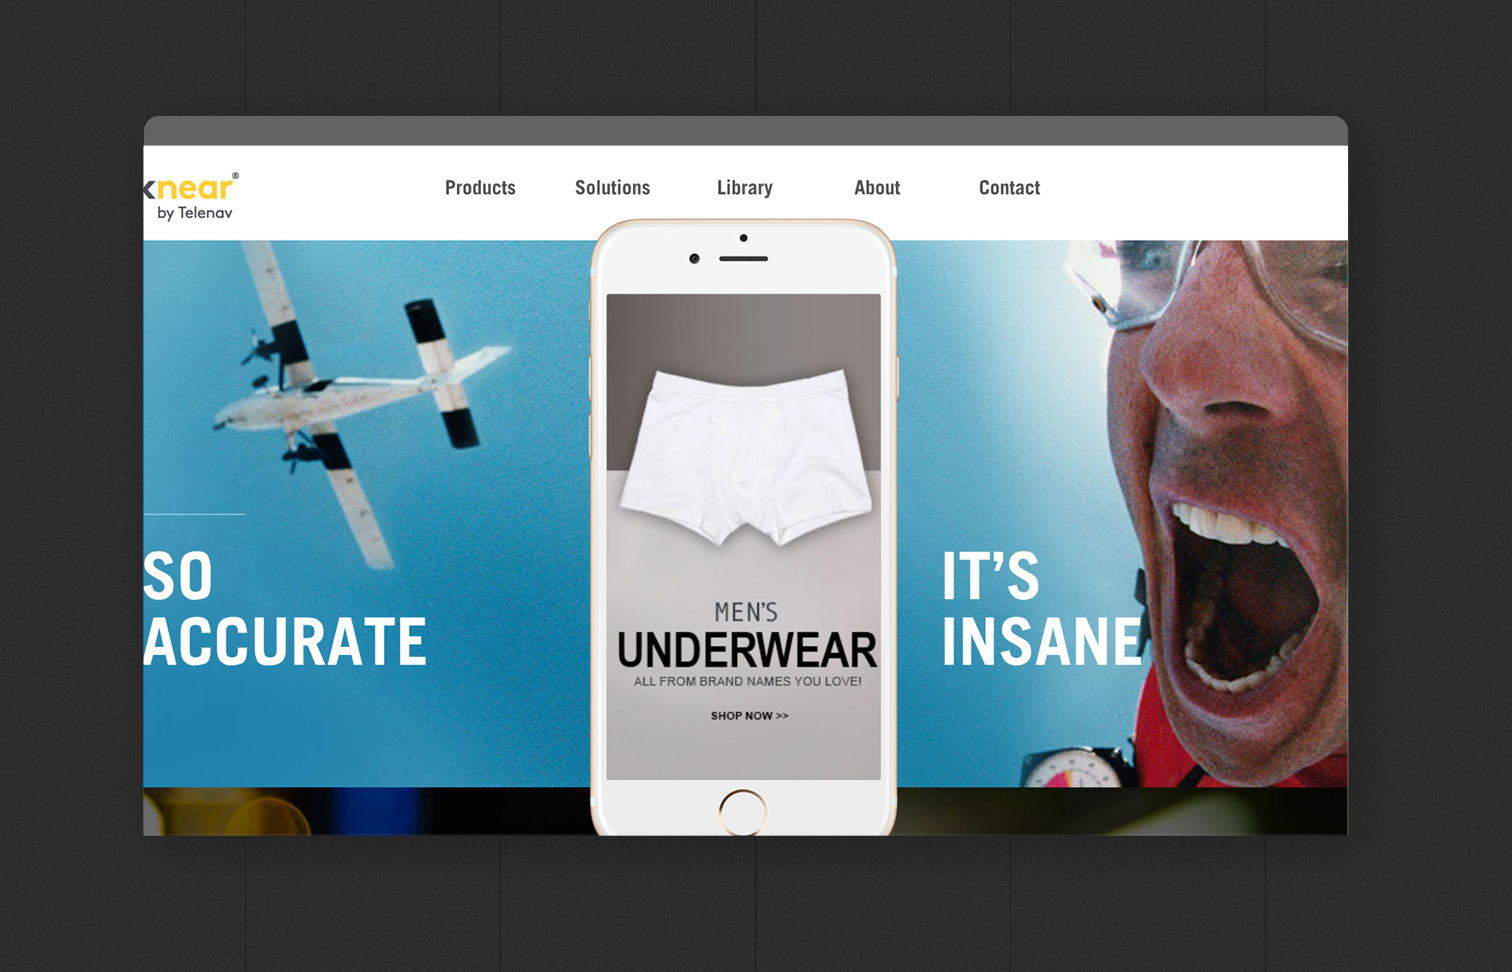 knear®
by Telenav
Products Solutions Library About Contact
SO
ACCURATE
MEN'S
UNDERWEAR
ALL FROM BRAND NAMES YOU LOVE!
SHOP NOW >>
IT'S
INSANE